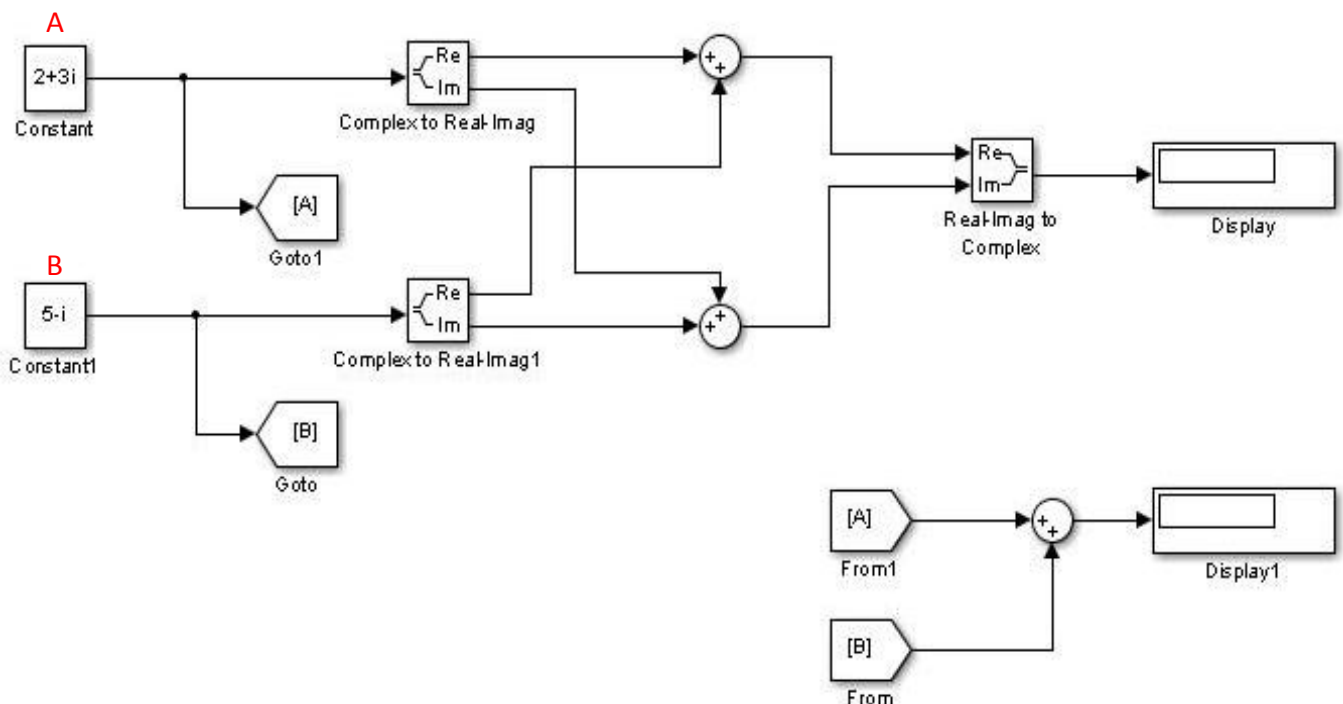 A
2+3i
Constant
Re
Im
Complex to Real-Imag
+
+
[A]
Goto1
Re
Im
Real-Imag to
Complex
Display
B
5-i
Constant1
Re
Im
Complex to Real-Imag1
+
+
[B]
Goto
[A]
From1
+
+
Display1
[B]
From